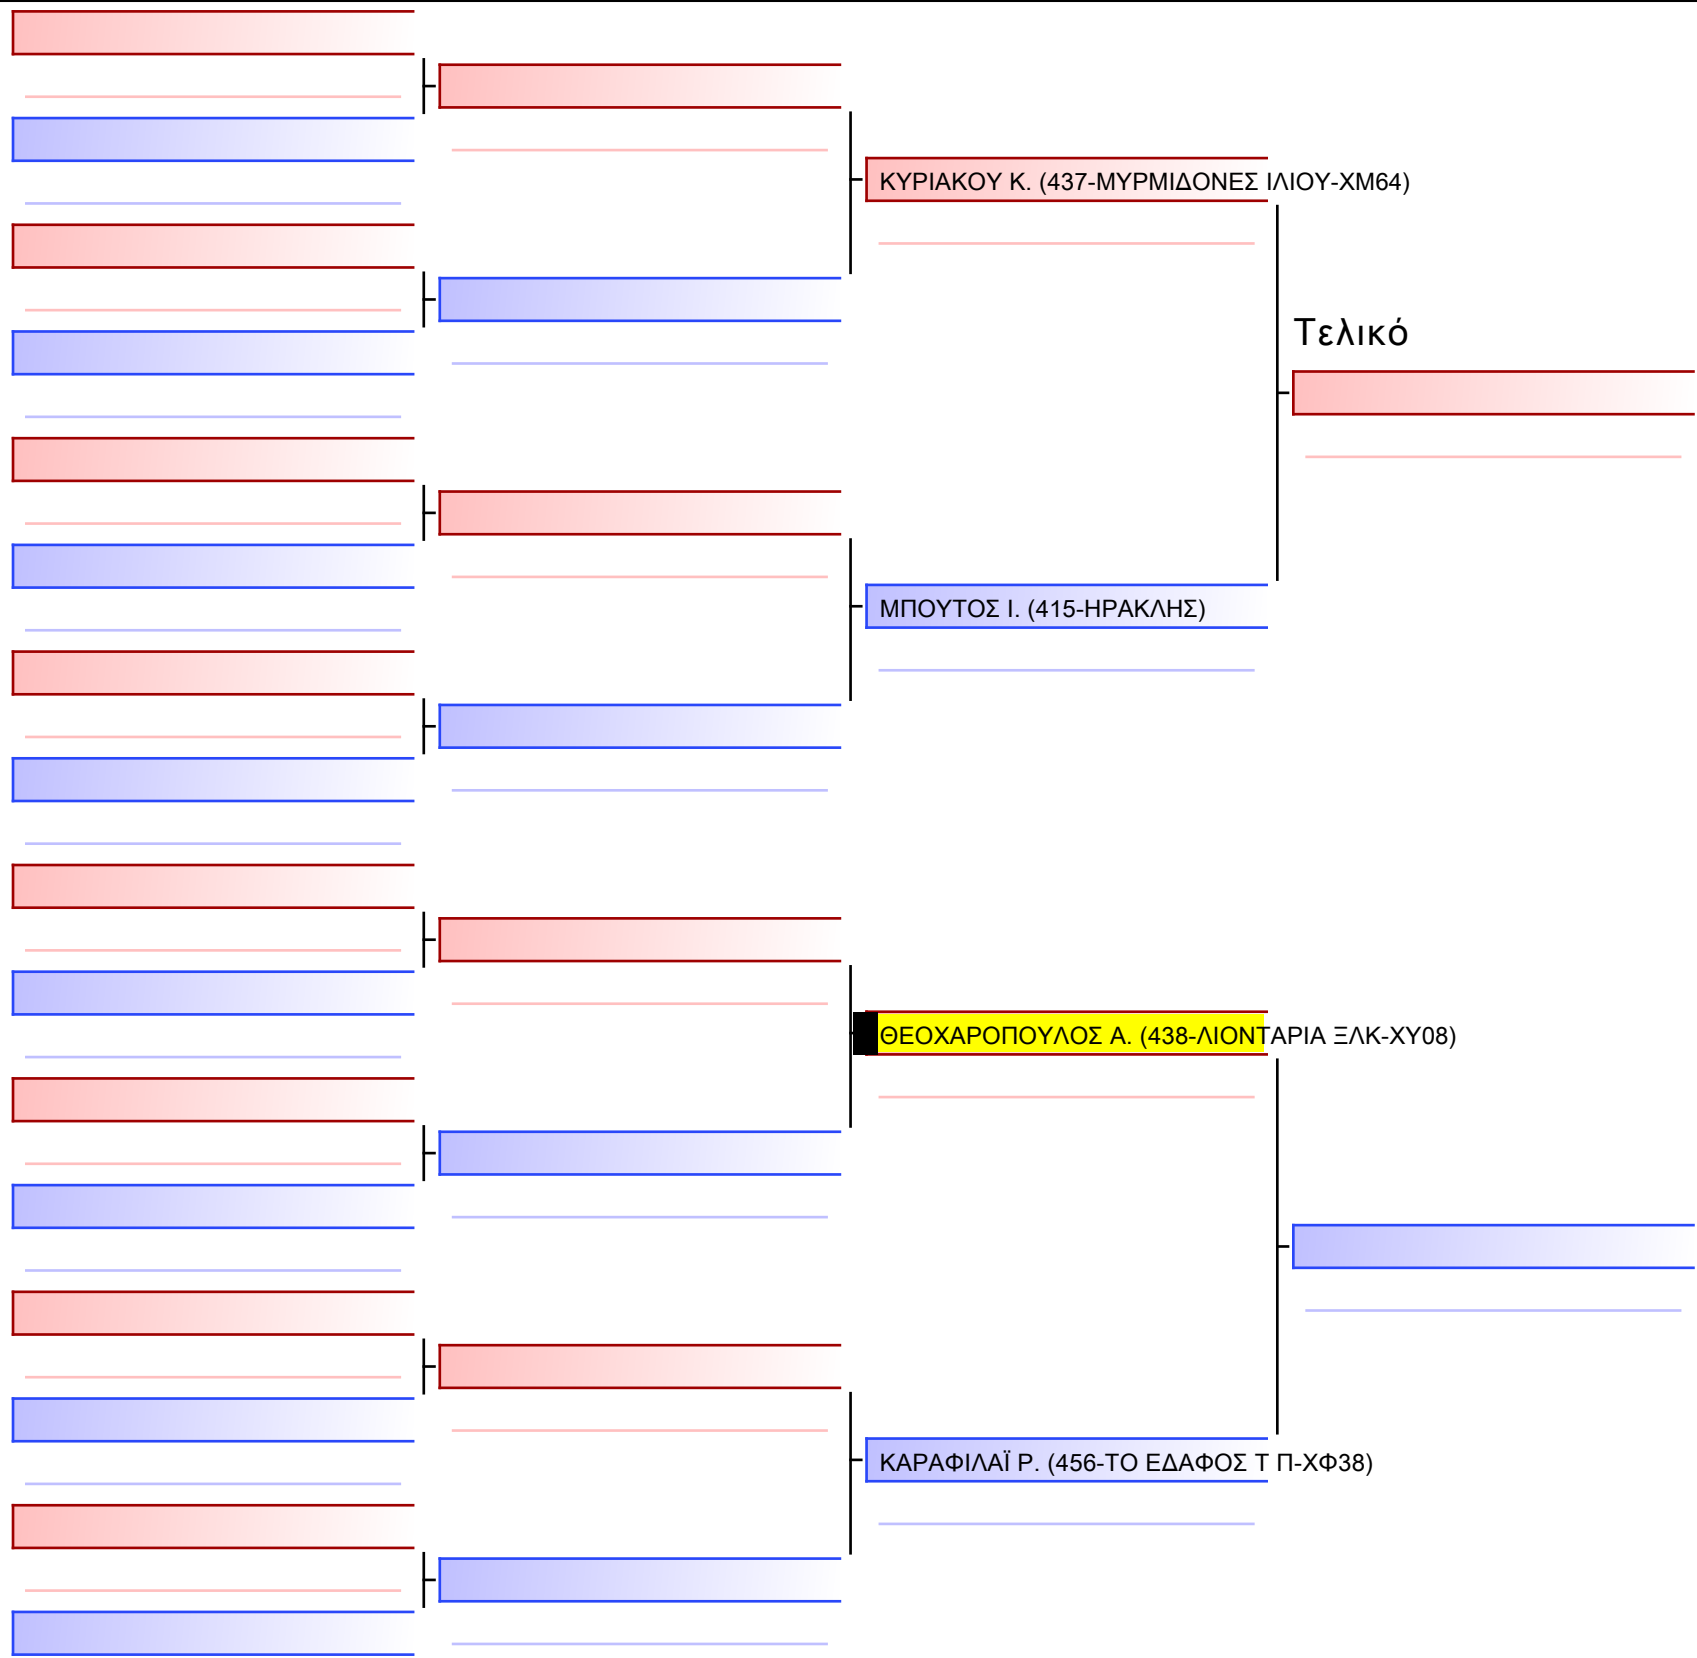 ΚΥΡΙΑΚΟΥ Κ. (437-ΜΥΡΜΙΔΟΝΕΣ ΙΛΙΟΥ-ΧΜ64)
Τελικό
ΜΠΟΥΤΟΣ Ι. (415-ΗΡΑΚΛΗΣ)
ΘΕΟΧΑΡΟΠΟΥΛΟΣ Α. (438-ΛΙΟΝΤΑΡΙΑ ΞΛΚ-ΧΥ08)
ΚΑΡΑΦΙΛΑΪ Ρ. (456-ΤΟ ΕΔΑΦΟΣ Τ Π-ΧΦ38)